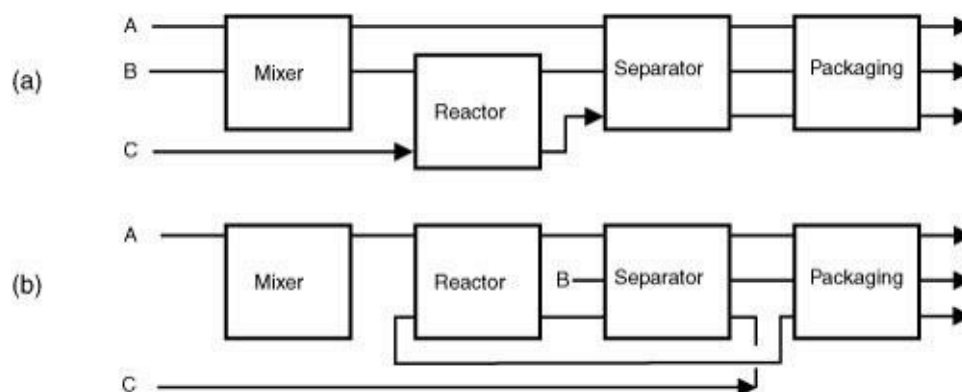 A
B
(a)
Mixer
Reactor
Separator
Packaging
C
A
(b)
Mixer
Reactor
B
Separator
Packaging
C